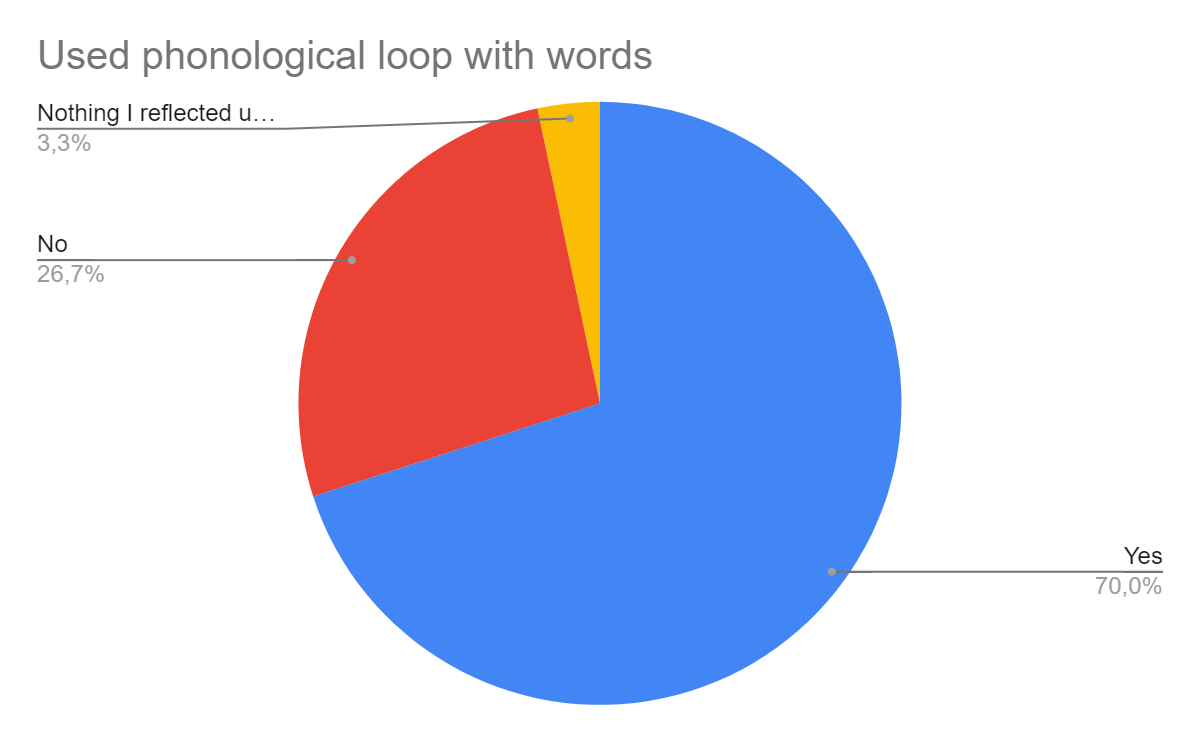 Used phonological loop with words
Nothing I reflected u…
3,3%
No
26,7%
Yes
70,0%